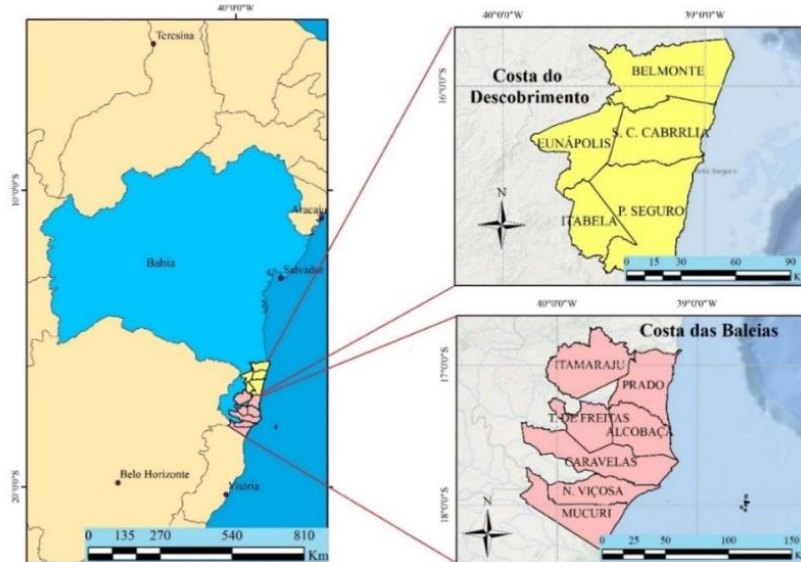 40°0'0"W
Teresina
10°0'0"S
Aracaju
Bahia
Salvador
Belo Horizonte
Vitória
20°0'0"S
0 135 270 540 810
Km
40°0'0"W 39°0'0"W
16°0'0"S
Costa do
Descobrimento
BELMONTE
S. C. CABRRLIA
EUNÁPOLIS
P. SEGURO
ITABELA
N
0 15 30 60 90
K
40°0'0"W 39°0'0"W
17°0'0"S
18°0'0"S
Costa das Baleias
ITAMARAJU
PRADO
T. DE FREITAS
ALCOBAÇA
CARAVELAS
N. VIÇOSA
MUCURI
N
0 25 50 100 150
K